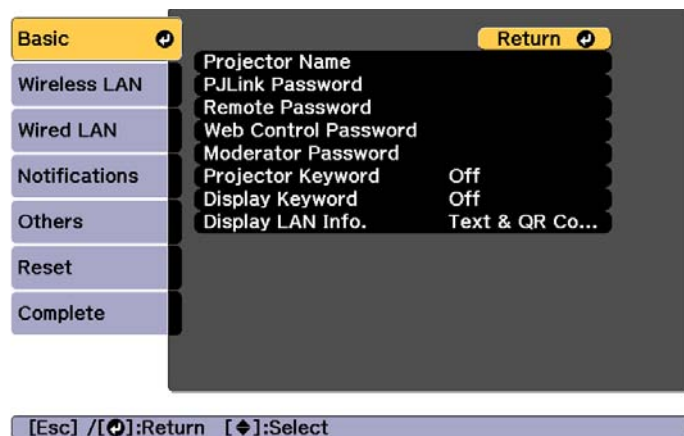 Basic
Wireless LAN
Wired LAN
Notifications
Others
Reset
Complete
Return
Projector Name
PJLink Password
Remote Password
Web Control Password
Moderator Password
Projector Keyword Off
Display Keyword Off
Display LAN Info. Text & QR Co...
[Esc] /[⏎]:Return [◆]:Select